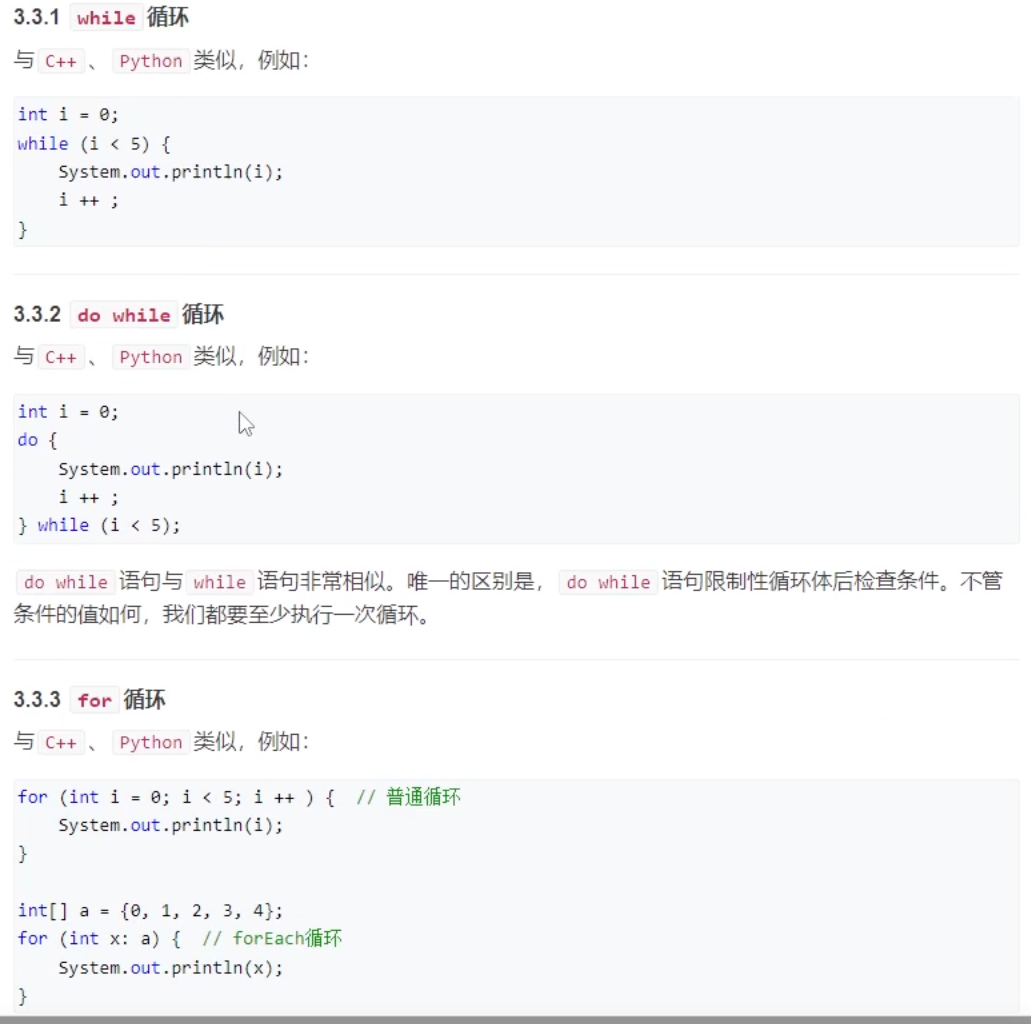 3.3.1 while 循环
与 C++ 、 Python 类似，例如：
int i = 0;
while (i < 5) {
    System.out.println(i);
    i ++ ;
}
3.3.2 do while 循环
与 C++ 、 Python 类似，例如：
int i = 0;
do {
    System.out.println(i);
    i ++ ;
} while (i < 5);
do while 语句与 while 语句非常相似。唯一的区别是， do while 语句限制性循环体后检查条件。不管
条件的值如何，我们都要至少执行一次循环。
3.3.3 for 循环
与 C++ 、 Python 类似，例如：
for (int i = 0; i < 5; i ++ ) {  // 普通循环
    System.out.println(i);
}
int[] a = {0, 1, 2, 3, 4};
for (int x: a) {  // forEach循环
    System.out.println(x);
}